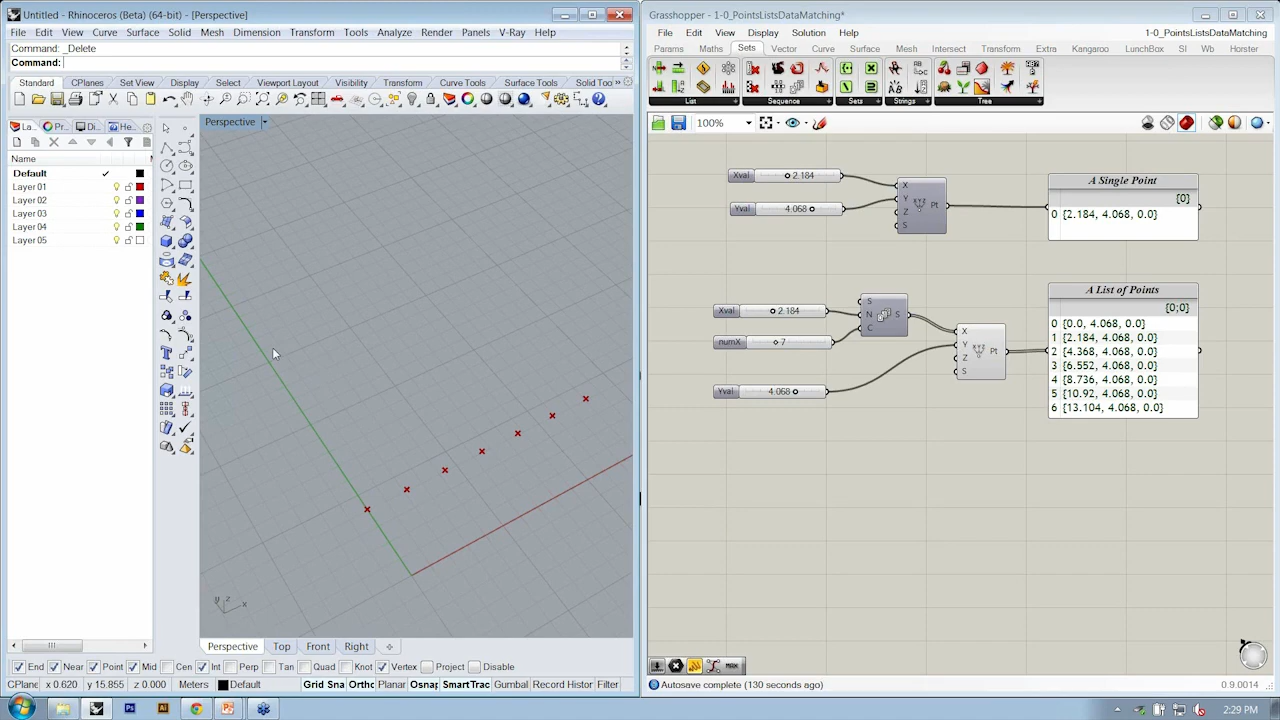 Untitled - Rhinoceros (Beta) (64-bit) - [Perspective]
File Edit View Curve Surface Solid Mesh Dimension Transform Tools Analyze Render Panels V-Ray Help
Command: _Delete
Command:
Standard CPlanes Set View Display Select Viewport Layout Visibility Transform Curve Tools Surface Tools Solid Too
La... Pr... Di... He...
Name M
Default
Layer 01
Layer 02
Layer 03
Layer 04
Layer 05
Perspective
y z x
Perspective Top Front Right
End Near Point Mid Cen Int Perp Tan Quad Knot Vertex Project Disable
CPlane x 0.620 y 15.855 z 0.000 Meters Default Grid Sna Ortho Planar Osnap SmartTrac Gumbal Record Histor Filter
Grasshopper - 1-0_PointsListsDataMatching*
File Edit View Display Solution Help 1-0_PointsListsDataMatching
Params Maths Sets Vector Curve Surface Mesh Intersect Transform Extra Kangaroo LunchBox SI Wb Horster
List Sequence Sets Strings Tree
100%
Xval 2.184
Yval 4.068
X Y Z S Pt
A Single Point
{0}
0 {2.184, 4.068, 0.0}
Xval 2.184
numX 7
Yval 4.068
S N C S
X Y Z S Pt
A List of Points
{0;0}
0 {0.0, 4.068, 0.0}
1 {2.184, 4.068, 0.0}
2 {4.368, 4.068, 0.0}
3 {6.552, 4.068, 0.0}
4 {8.736, 4.068, 0.0}
5 {10.92, 4.068, 0.0}
6 {13.104, 4.068, 0.0}
Autosave complete (130 seconds ago) 0.9.0014
2:29 PM